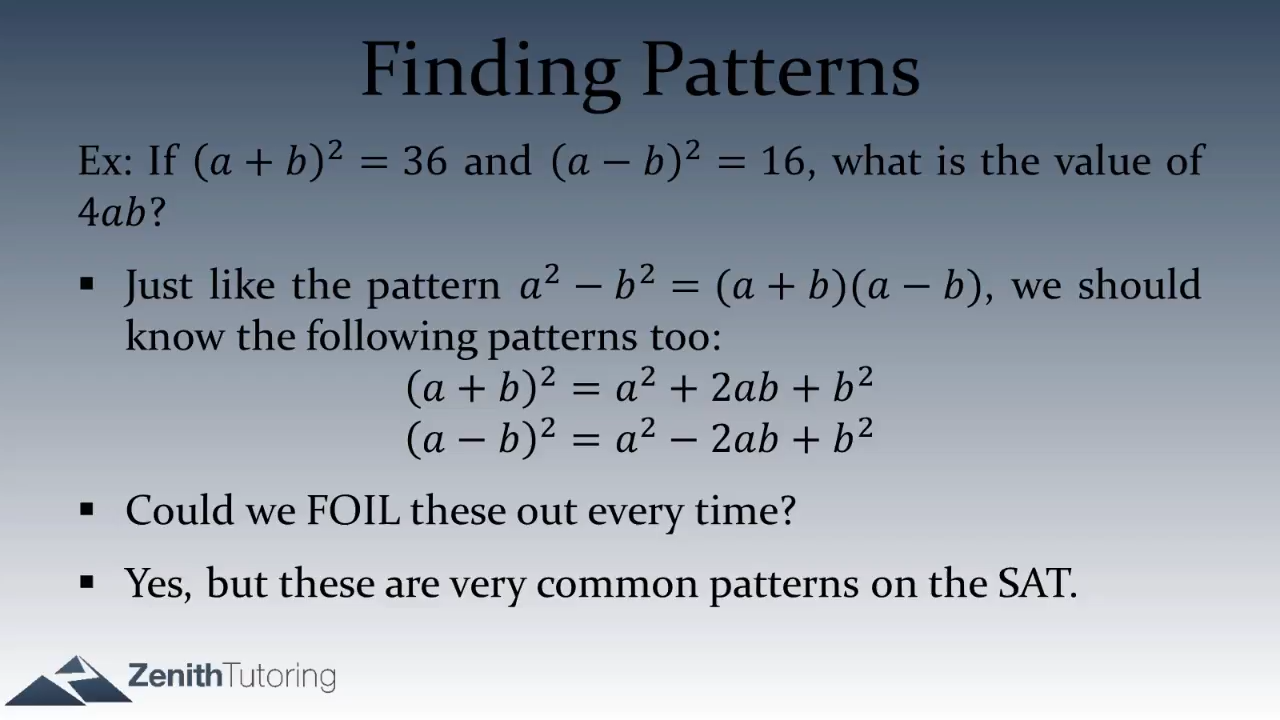 Finding Patterns
Ex: If (a + b)² = 36 and (a − b)² = 16, what is the value of
4ab?
▪ Just like the pattern a² − b² = (a + b)(a − b), we should
know the following patterns too:
(a + b)² = a² + 2ab + b²
(a − b)² = a² − 2ab + b²
▪ Could we FOIL these out every time?
▪ Yes, but these are very common patterns on the SAT.
ZenithTutoring